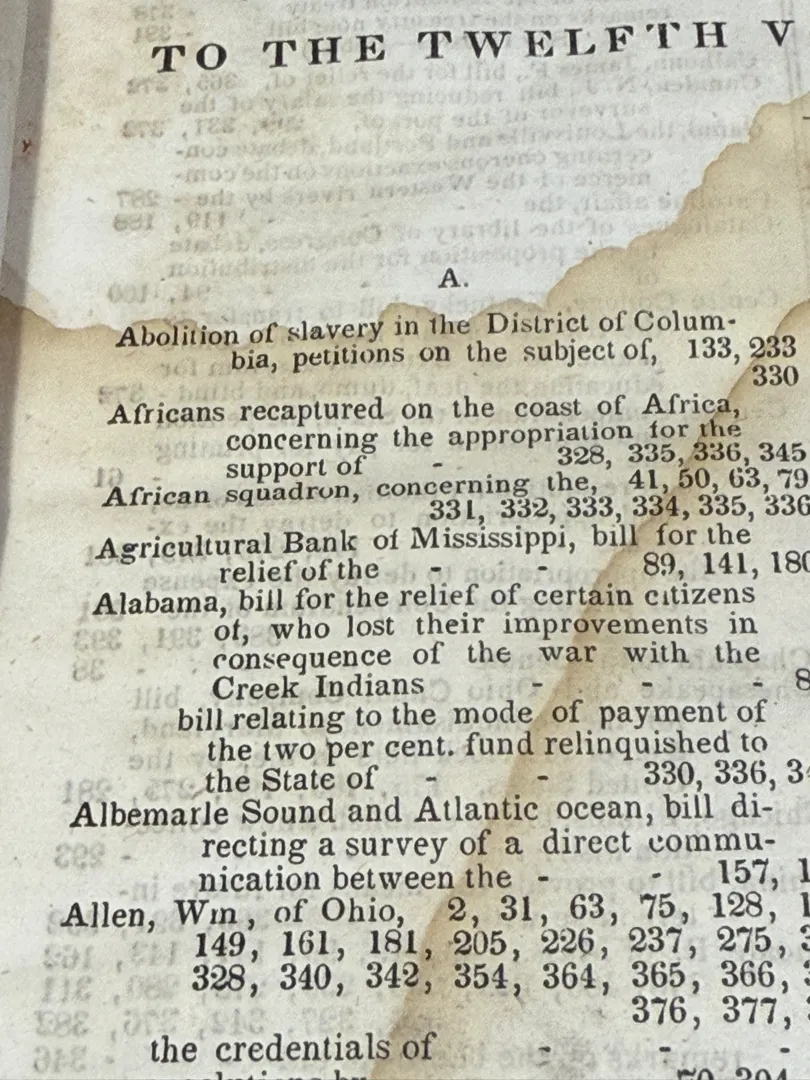 TO THE TWELFTH V
A.
Abolition of slavery in the District of Colum-
bia, petitions on the subject of, 133, 233
330
Africans recaptured on the coast of Africa,
concerning the appropriation for the
support of - 328, 335, 336, 345
African squadron, concerning the, 41, 50, 63, 79
331, 332, 333, 334, 335, 336
Agricultural Bank of Mississippi, bill for the
relief of the - - 89, 141, 180
Alabama, bill for the relief of certain citizens
of, who lost their improvements in
consequence of the war with the
Creek Indians - - - 8
bill relating to the mode of payment of
the two per cent. fund relinquished to
the State of - - 330, 336, 3
Albemarle Sound and Atlantic ocean, bill di-
recting a survey of a direct commu-
nication between the - - 157, 1
Allen, Wm, of Ohio, 2, 31, 63, 75, 128, 1
149, 161, 181, 205, 226, 237, 275, 3
328, 340, 342, 354, 364, 365, 366, 3
376, 377,
the credentials of - - -